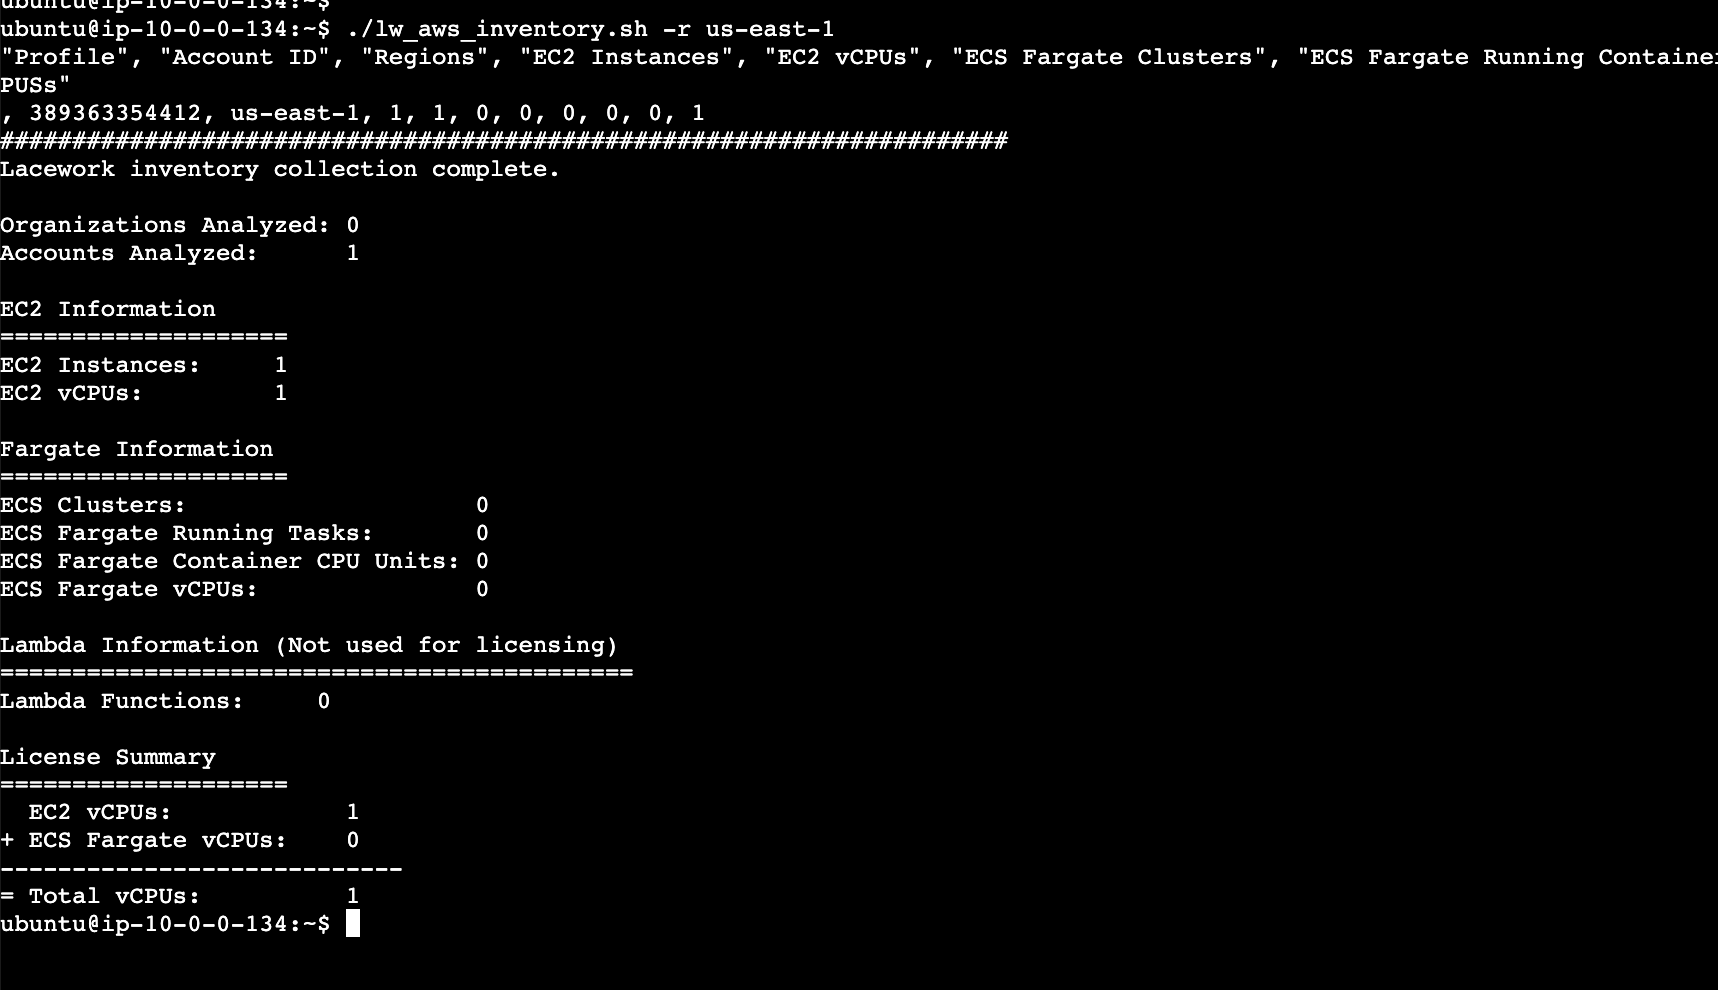 ubuntu@ip-10-0-0-134:~$
ubuntu@ip-10-0-0-134:~$ ./lw_aws_inventory.sh -r us-east-1
"Profile", "Account ID", "Regions", "EC2 Instances", "EC2 vCPUs", "ECS Fargate Clusters", "ECS Fargate Running Container
PUSs"
, 389363354412, us-east-1, 1, 1, 0, 0, 0, 0, 0, 1
######################################################################
Lacework inventory collection complete.
Organizations Analyzed: 0
Accounts Analyzed:      1
EC2 Information
====================
EC2 Instances:     1
EC2 vCPUs:         1
Fargate Information
====================
ECS Clusters:                    0
ECS Fargate Running Tasks:       0
ECS Fargate Container CPU Units: 0
ECS Fargate vCPUs:               0
Lambda Information (Not used for licensing)
============================================
Lambda Functions:     0
License Summary
====================
  EC2 vCPUs:            1
+ ECS Fargate vCPUs:    0
----------------------------
= Total vCPUs:          1
ubuntu@ip-10-0-0-134:~$